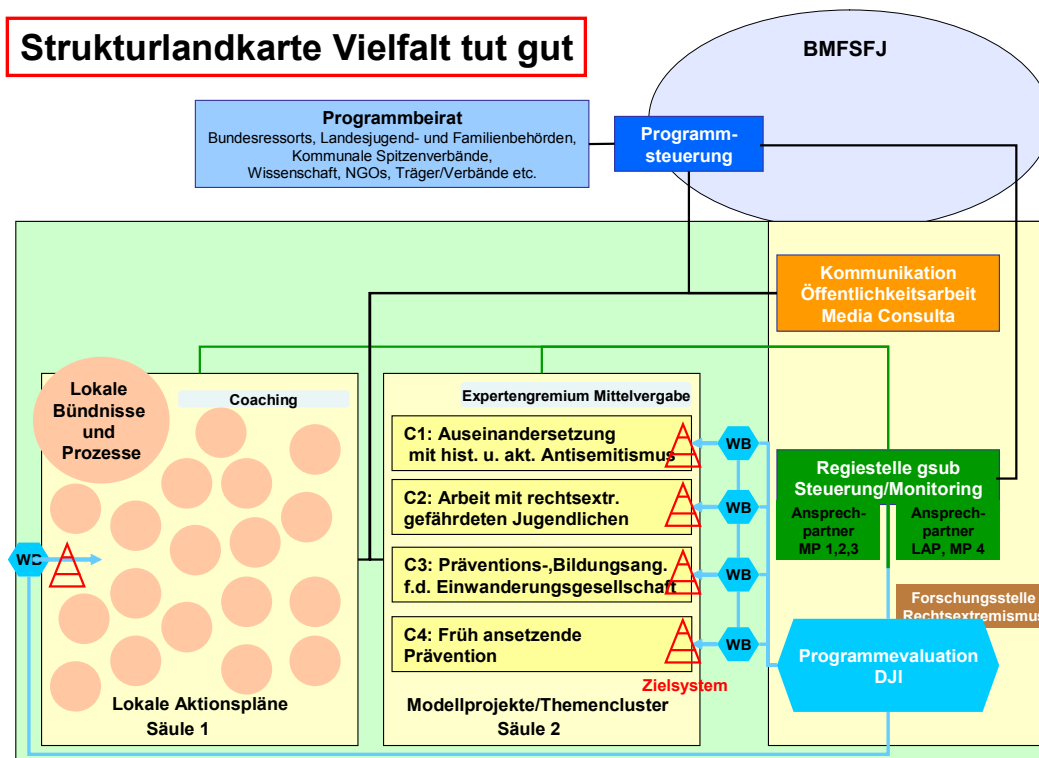 Strukturlandkarte Vielfalt tut gut
BMFSFJ
Programmbeirat
Bundesressorts, Landesjugend- und Familienbehörden,
Kommunale Spitzenverbände,
Wissenschaft, NGOs, Träger/Verbände etc.
Programm-
steuerung
Kommunikation
Öffentlichkeitsarbeit
Media Consulta
Lokale
Bündnisse
und
Prozesse
Coaching
Expertengremium Mittelvergabe
C1: Auseinandersetzung
mit hist. u. akt. Antisemitismus
WB
C2: Arbeit mit rechtsextr.
gefährdeten Jugendlichen
WB
C3: Präventions-,Bildungsang.
f.d. Einwanderungsgesellschaft
WB
C4: Früh ansetzende
Prävention
WB
Zielsystem
WB
Regiestelle gsub
Steuerung/Monitoring
Ansprech-
partner
MP 1,2,3
Ansprech-
partner
LAP, MP 4
Forschungsstelle
Rechtsextremismus
Programmevaluation
DJI
Lokale Aktionspläne
Säule 1
Modellprojekte/Themencluster
Säule 2